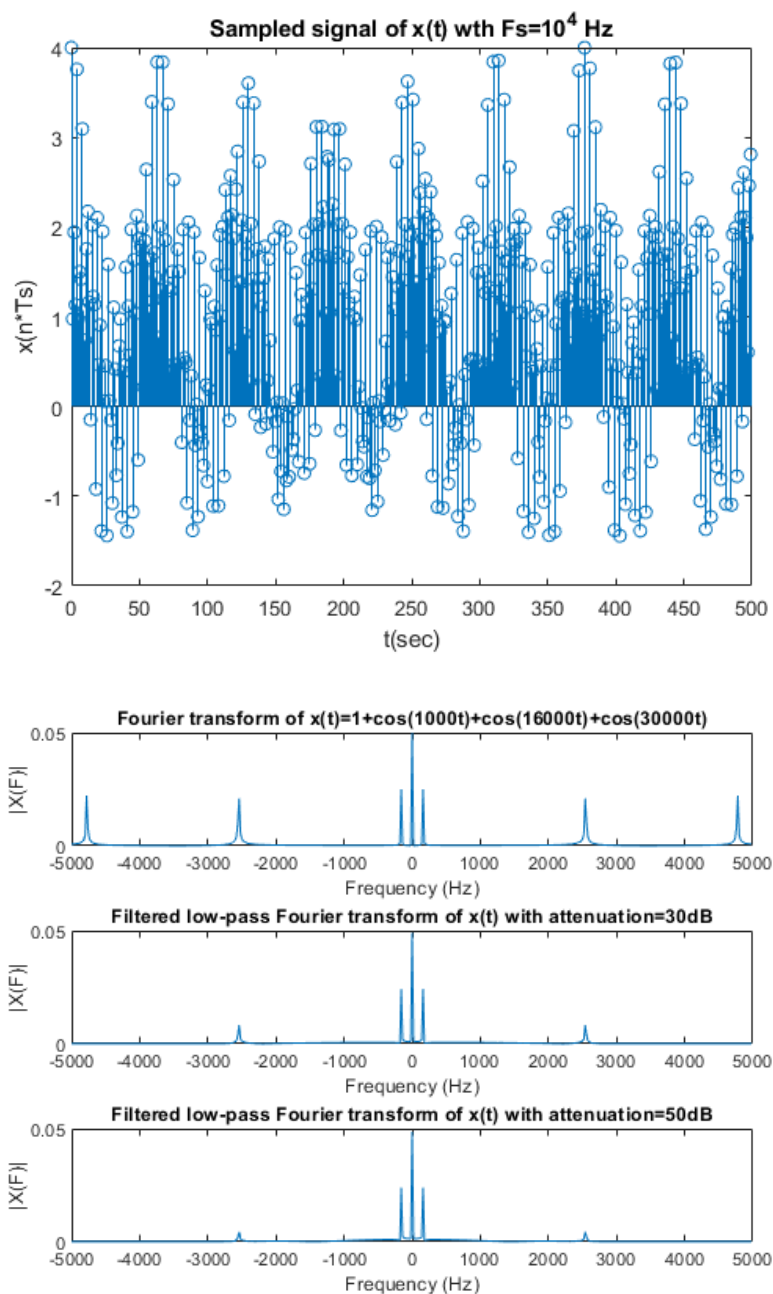 Sampled signal of x(t) wth Fs=10⁴ Hz
4
3
2
1
0
-1
-2
x(n*Ts)
0 50 100 150 200 250 300 350 400 450 500
t(sec)
Fourier transform of x(t)=1+cos(1000t)+cos(16000t)+cos(30000t)
0.05
0
|X(F)|
-5000 -4000 -3000 -2000 -1000 0 1000 2000 3000 4000 5000
Frequency (Hz)
Filtered low-pass Fourier transform of x(t) with attenuation=30dB
0.05
0
|X(F)|
-5000 -4000 -3000 -2000 -1000 0 1000 2000 3000 4000 5000
Frequency (Hz)
Filtered low-pass Fourier transform of x(t) with attenuation=50dB
0.05
0
|X(F)|
-5000 -4000 -3000 -2000 -1000 0 1000 2000 3000 4000 5000
Frequency (Hz)